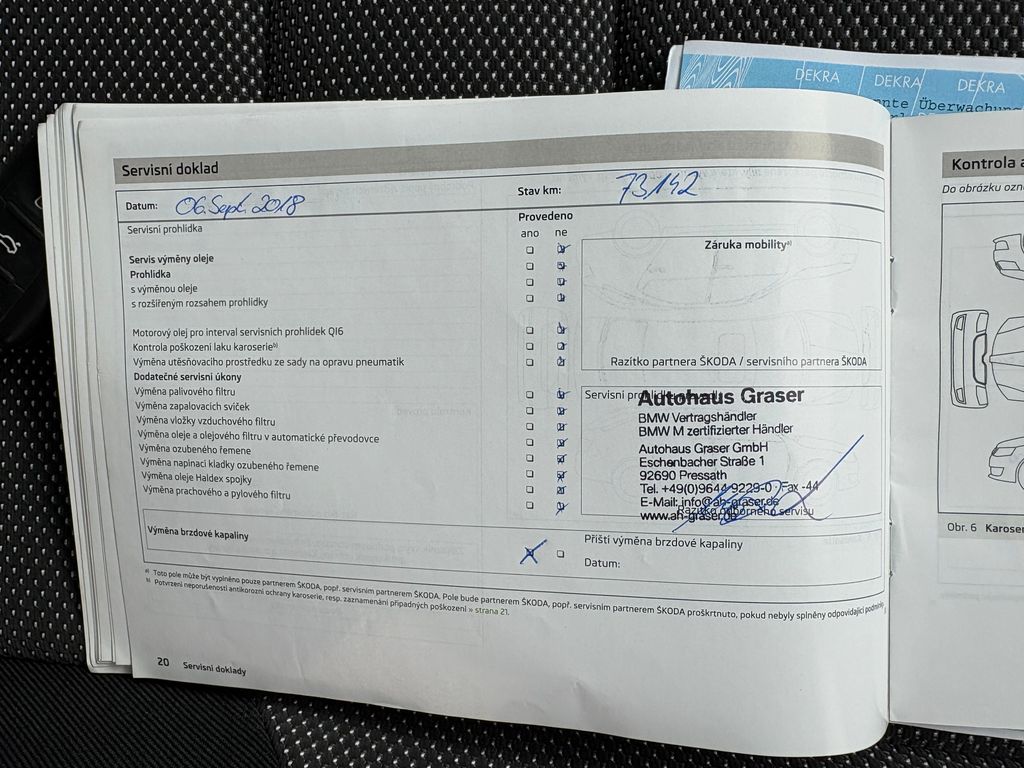 DEKRA DEKRA DEKRA
nte Überwachun
Servisní doklad
Datum: 06. Sept. 2018
Stav km: 73142
Servisní prohlídka
Provedeno
ano ne
Servis výměny oleje
Prohlídka
s výměnou oleje
s rozšířeným rozsahem prohlídky
Motorový olej pro interval servisních prohlídek QI6
Kontrola poškození laku karoserie b)
Výměna utěsňovacího prostředku ze sady na opravu pneumatik
Dodatečné servisní úkony
Výměna palivového filtru
Výměna zapalovacích svíček
Výměna vložky vzduchového filtru
Výměna oleje a olejového filtru v automatické převodovce
Výměna ozubeného řemene
Výměna napínací kladky ozubeného řemene
Výměna oleje Haldex spojky
Výměna prachového a pylového filtru
Výměna brzdové kapaliny
Záruka mobility a)
Razítko partnera ŠKODA / servisního partnera ŠKODA
Servisní
Autohaus Graser
BMW Vertragshändler
BMW M zertifizierter Händler
Autohaus Graser GmbH
Eschenbacher Straße 1
92690 Pressath
Tel. +49(0)9644-9229-0 · Fax -44
E-Mail: info@ah-graser.de
www.ah-graser.de
Razítko odborného servisu
Příští výměna brzdové kapaliny
Datum:
a) Toto pole může být vyplněno pouze partnerem ŠKODA, popř. servisním partnerem ŠKODA. Pole bude partnerem ŠKODA, popř. servisním partnerem ŠKODA proškrtnuto, pokud nebyly splněny odpovídající podmínky.
b) Potvrzení neporušenosti antikorozní ochrany karoserie, resp. zaznamenání případných poškození » strana 21.
20 Servisní doklady
Kontrola a
Do obrázku ozn
Obr. 6 Karoser